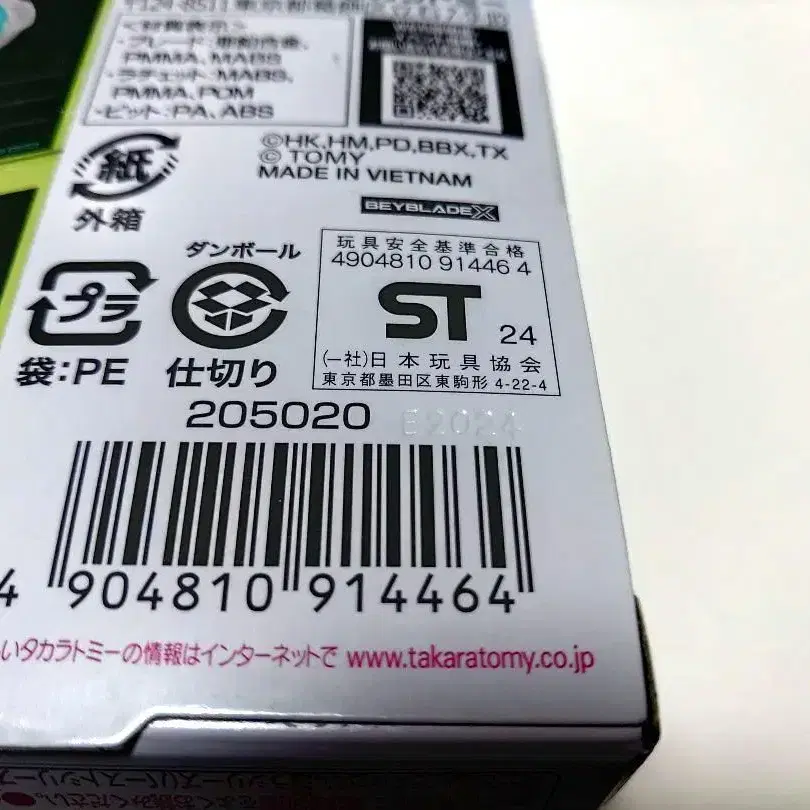 <材質表示>
・ブレード:亜鉛合金、
PMMA、MABS
・ラチェット:MABS、
PMMA、POM
・ビット:PA、ABS
紙
外箱
©HK,HM,PD,BBX,TX
© TOMY
MADE IN VIETNAM
BEYBLADE X
プラ
袋:PE
ダンボール
仕切り
玩具安全基準合格
4904810 91446 4
ST 24
(一社)日本玩具協会
東京都墨田区東駒形 4-22-4
205020
E2024
4 904810 914464
いタカラトミーの情報はインターネットで www.takaratomy.co.jp